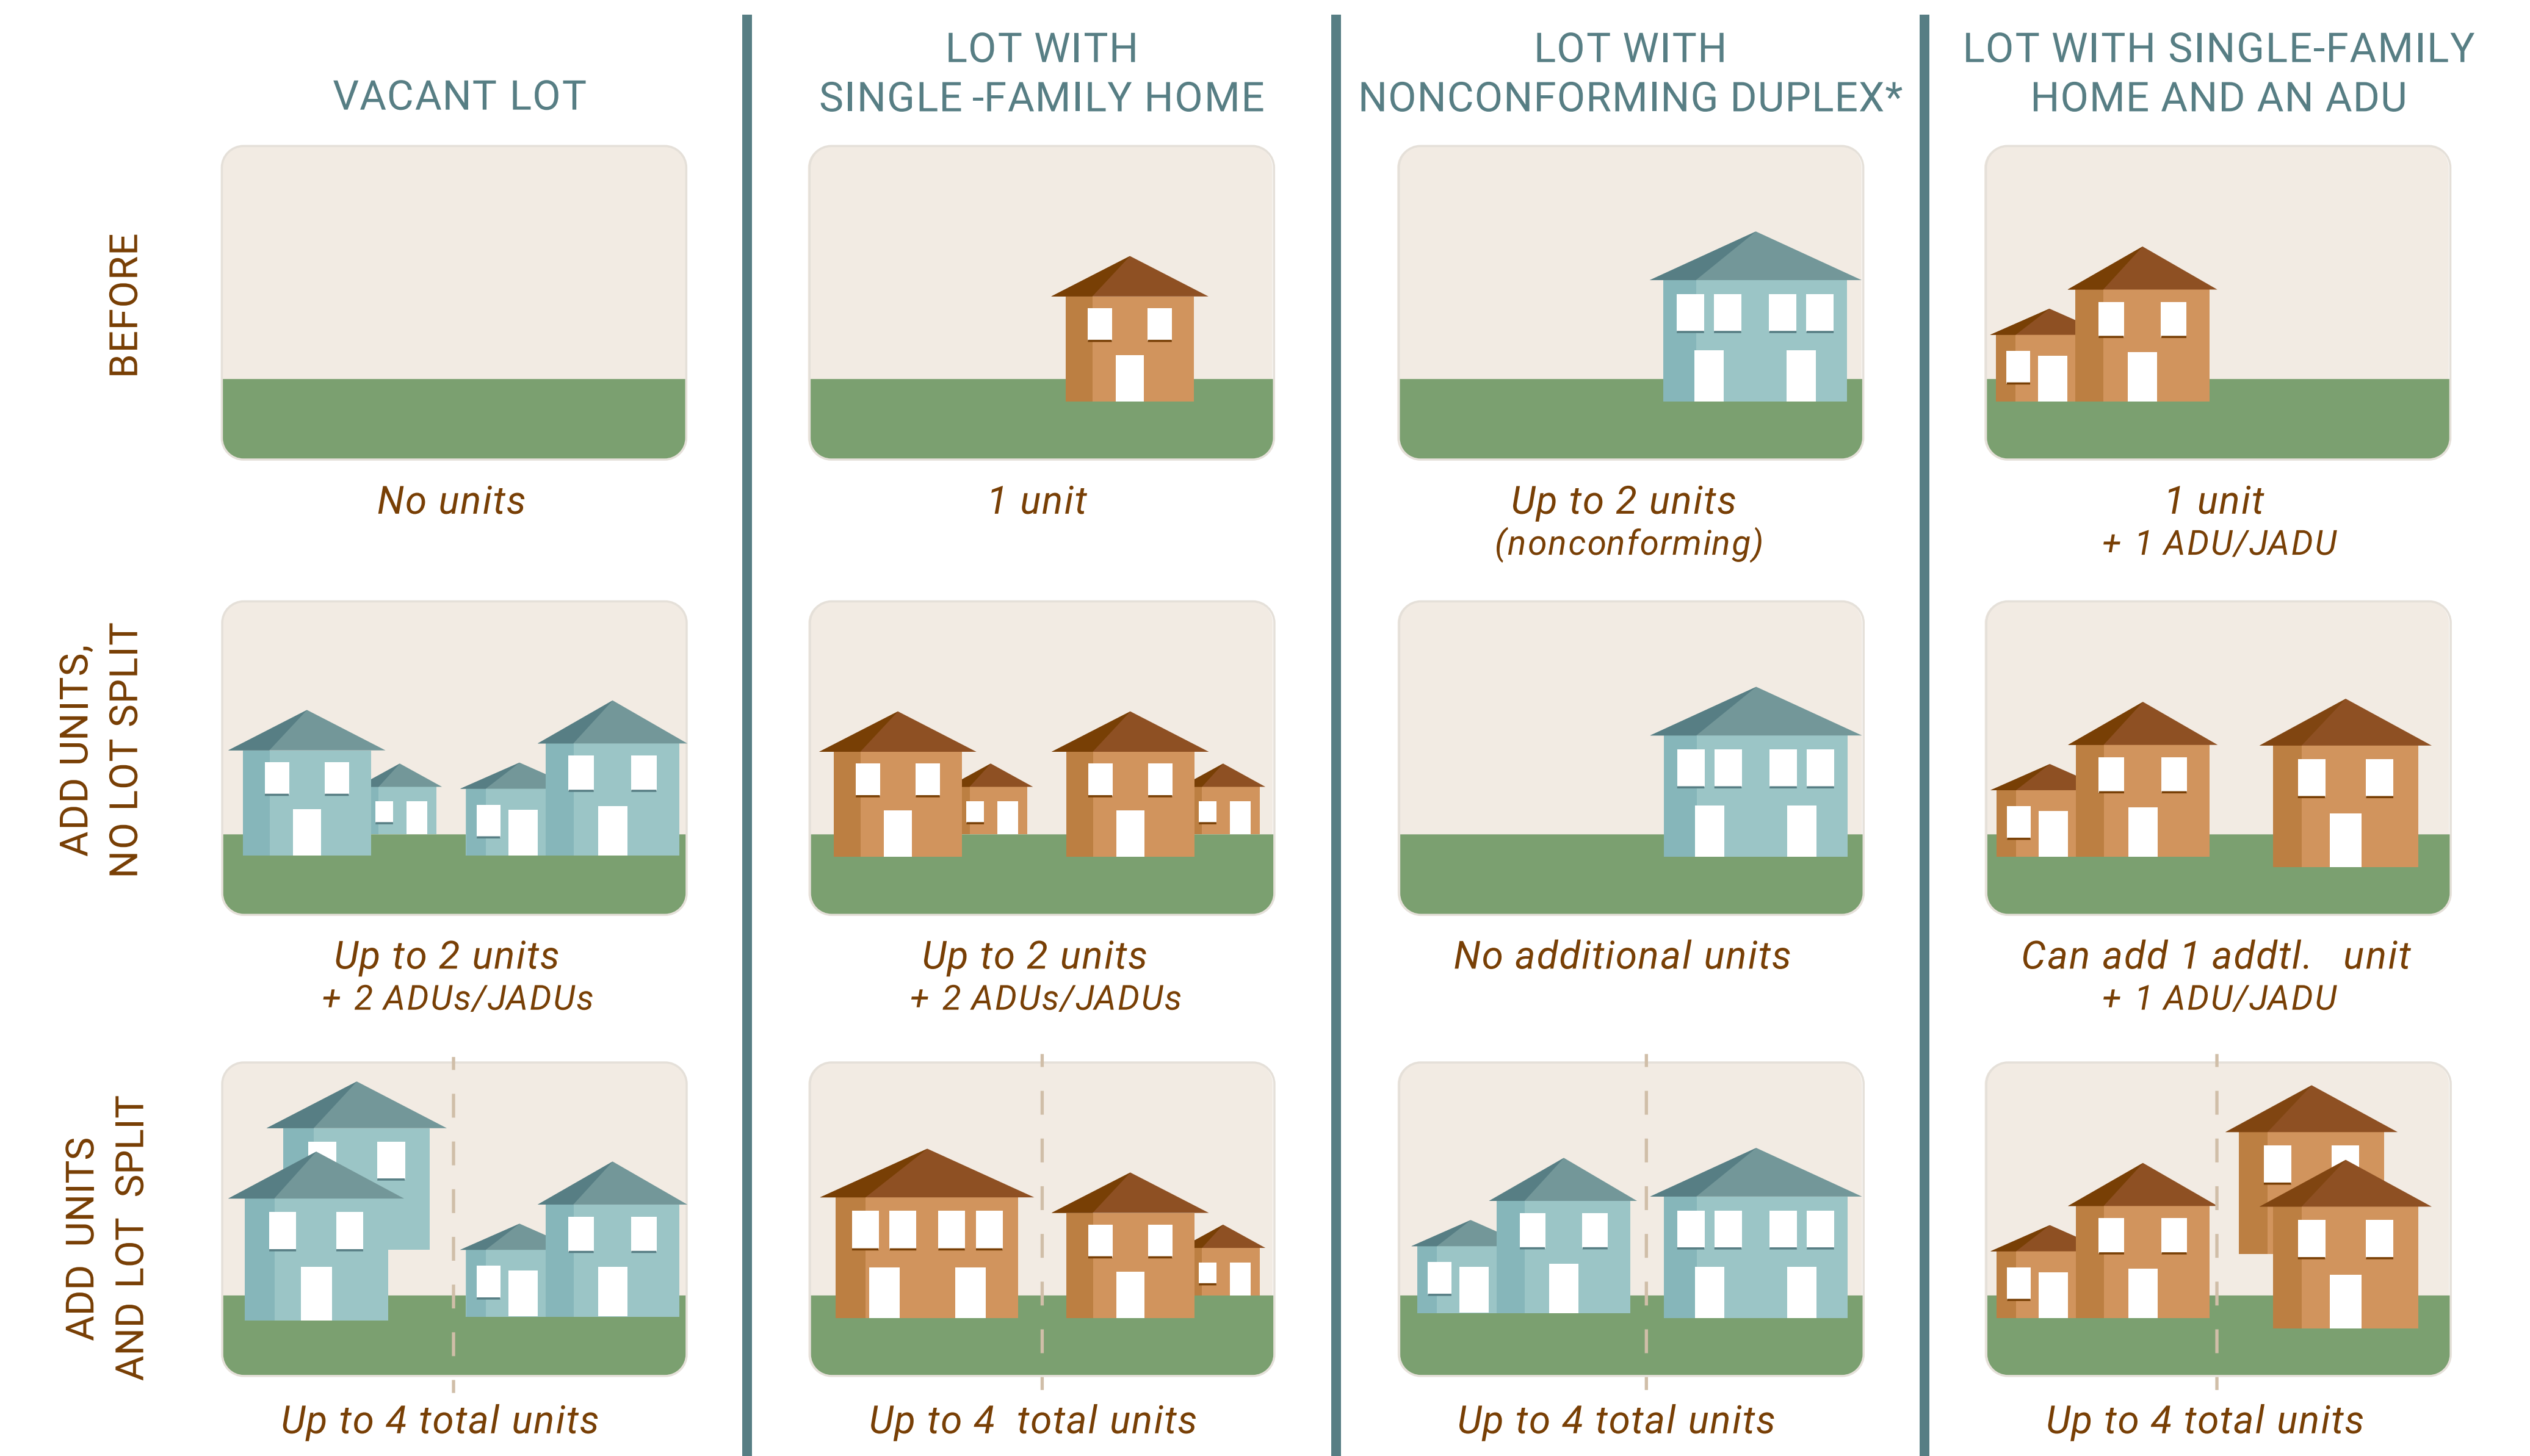 VACANT LOT
LOT WITH
SINGLE -FAMILY HOME
LOT WITH
NONCONFORMING DUPLEX*
LOT WITH SINGLE-FAMILY
HOME AND AN ADU
BEFORE
No units
1 unit
Up to 2 units
(nonconforming)
1 unit
+ 1 ADU/JADU
ADD UNITS,
NO LOT SPLIT
Up to 2 units
+ 2 ADUs/JADUs
Up to 2 units
+ 2 ADUs/JADUs
No additional units
Can add 1 addtl. unit
+ 1 ADU/JADU
ADD UNITS
AND LOT SPLIT
Up to 4 total units
Up to 4 total units
Up to 4 total units
Up to 4 total units